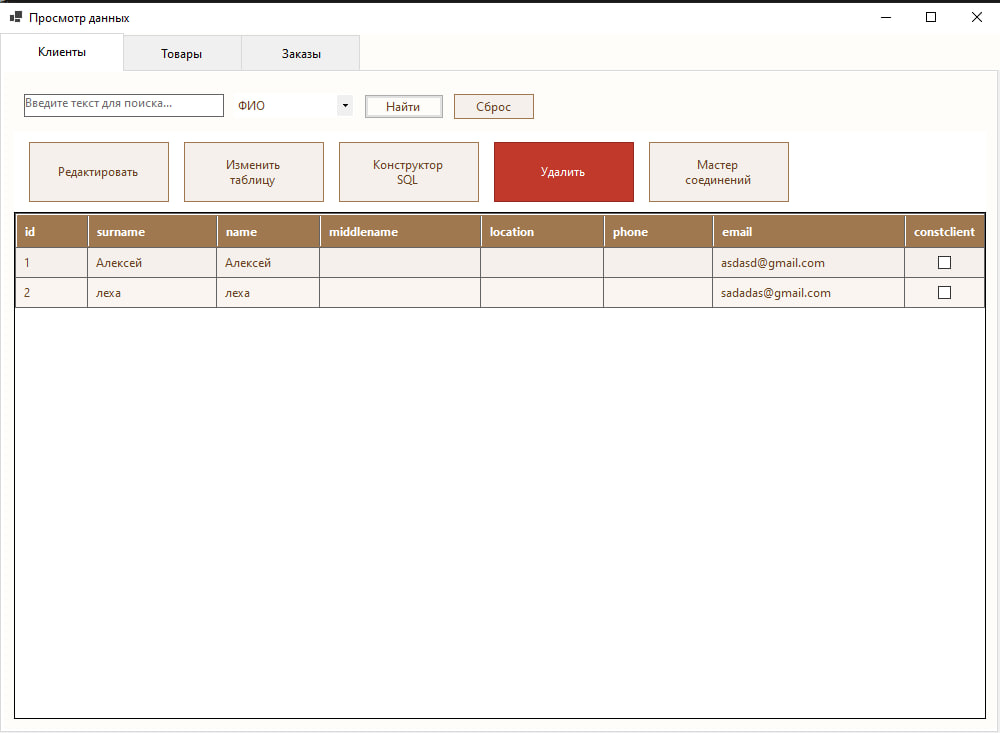 Просмотр данных
Клиенты Товары Заказы
Введите текст для поиска... ФИО Найти Сброс
Редактировать
Изменить
таблицу
Конструктор
SQL
Удалить
Мастер
соединений
id surname name middlename location phone email constclient
1 Алексей Алексей asdasd@gmail.com
2 леха леха sadadas@gmail.com